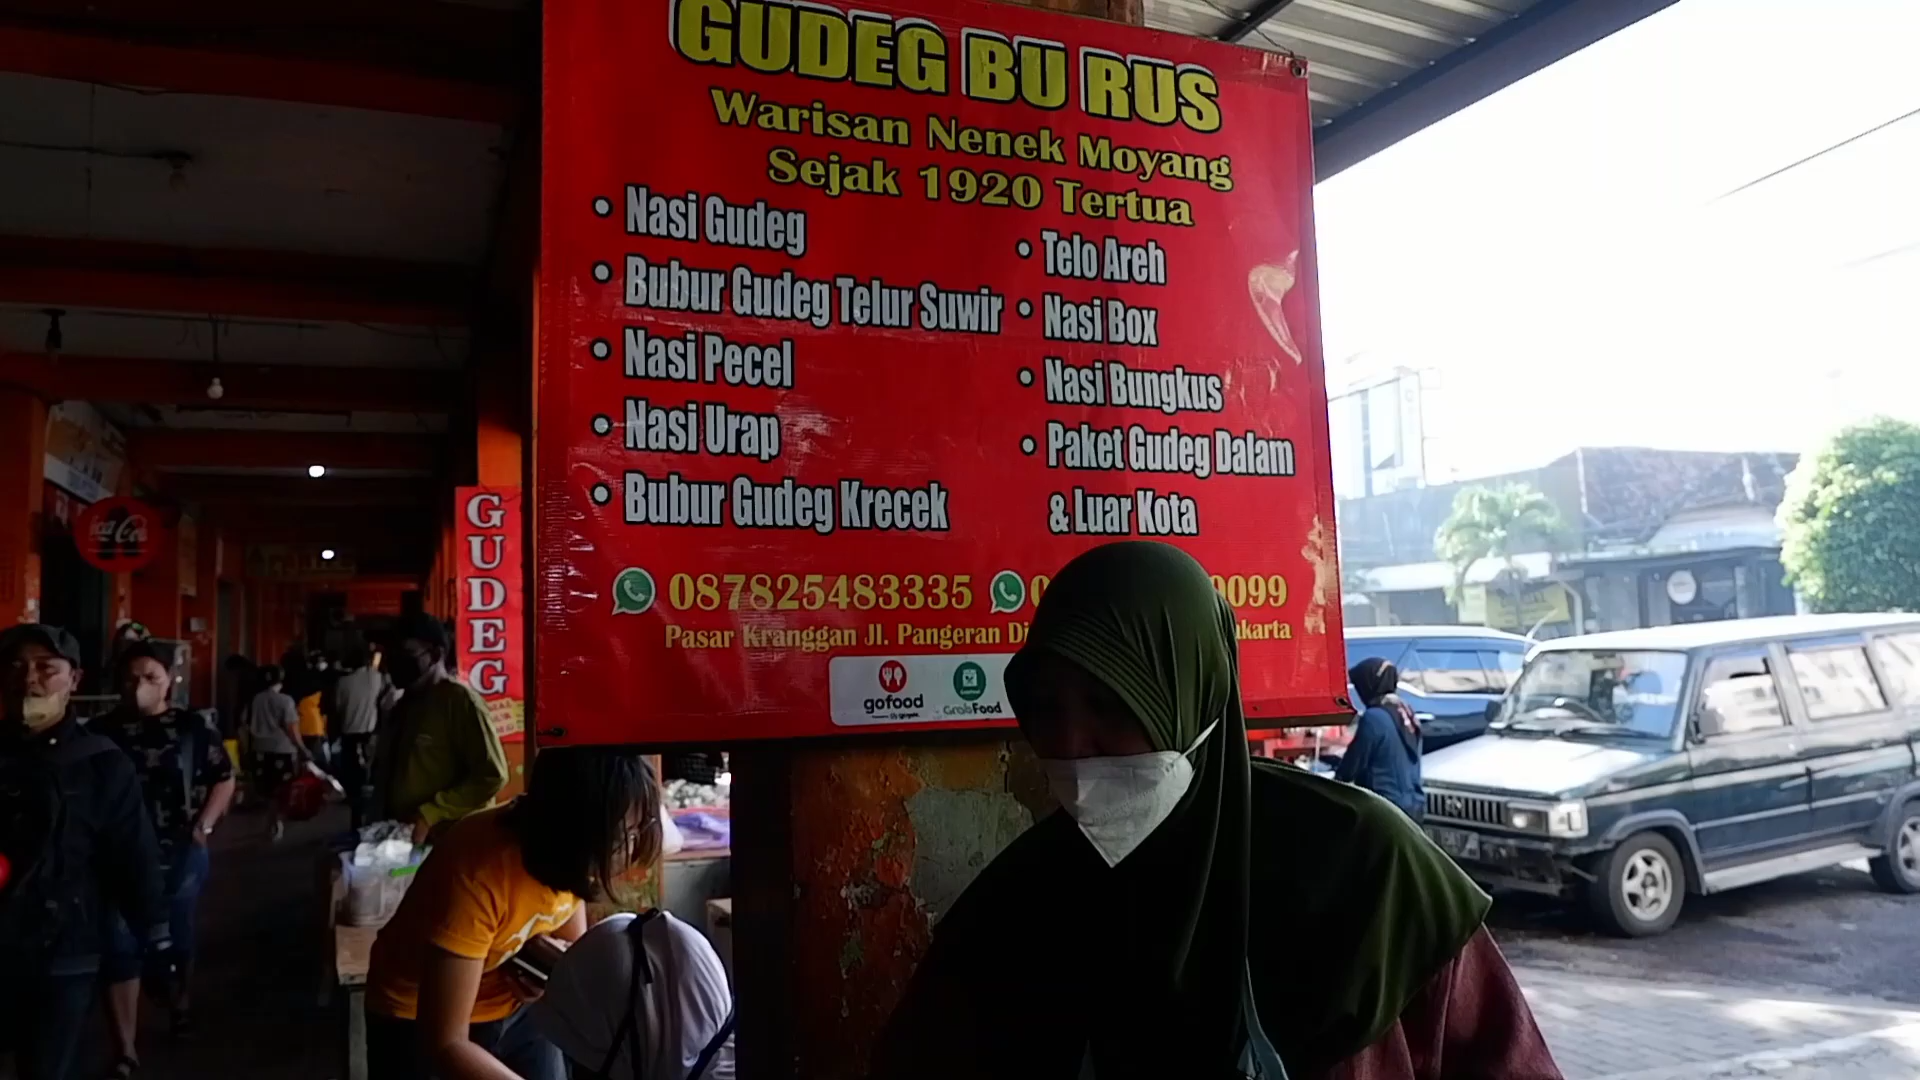 GUDEG BU RUS
Warisan Nenek Moyang
Sejak 1920 Tertua
• Nasi Gudeg
• Bubur Gudeg Telur Suwir
• Nasi Pecel
• Nasi Urap
• Bubur Gudeg Krecek
• Telo Areh
• Nasi Box
• Nasi Bungkus
• Paket Gudeg Dalam
& Luar Kota
087825483335
Pasar Kranggan Jl. Pangeran
gofood
GrabFood
GUDEG